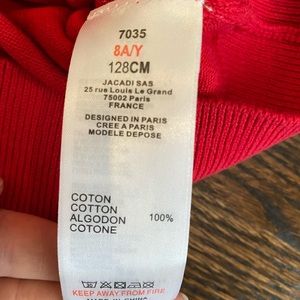 7035
8A/Y
128CM
JACADI SAS
25 rue Louis Le Grand
75002 Paris
FRANCE
DESIGNED IN PARIS
CREE A PARIS
MODELE DEPOSE
COTON
COTTON
ALGODON 100%
COTONE
KEEP AWAY FROM FIRE